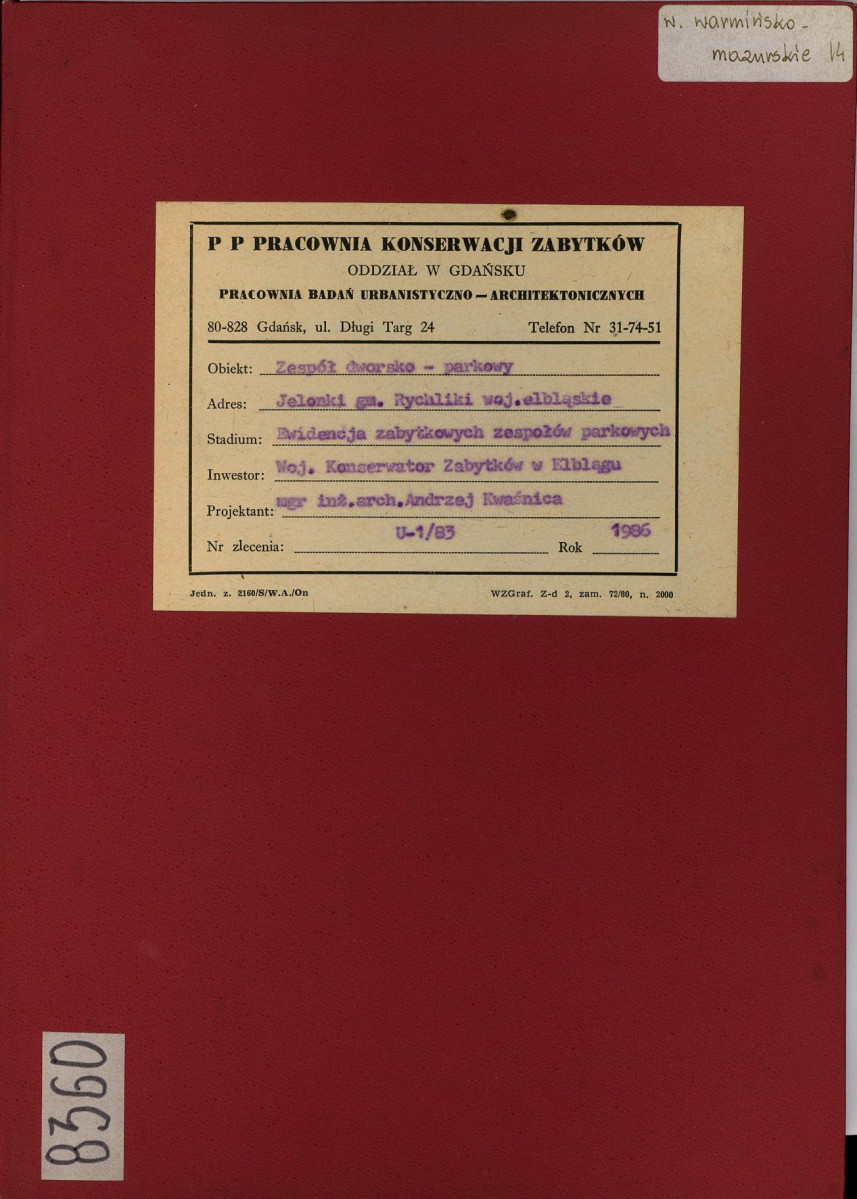 w. warmińsko-
mazurskie 14
P P PRACOWNIA KONSERWACJI ZABYTKÓW
ODDZIAŁ W GDAŃSKU
PRACOWNIA BADAŃ URBANISTYCZNO — ARCHITEKTONICZNYCH
80-828 Gdańsk, ul. Długi Targ 24 Telefon Nr 31-74-51
Obiekt: Zespół dworsko - parkowy
Adres: Jelonki gm. Rychliki woj.elbląskie
Stadium: Ewidencja zabytkowych zespołów parkowych
Inwestor: Woj. Konserwator Zabytków w Elblągu
Projektant: mgr inż.arch.Andrzej Kwaśnica
Nr zlecenia: U-1/83 Rok 1986
Jedn. z. 2160/S/W.A./On WZGraf. Z-d 2, zam. 72/80, n. 2000
8360